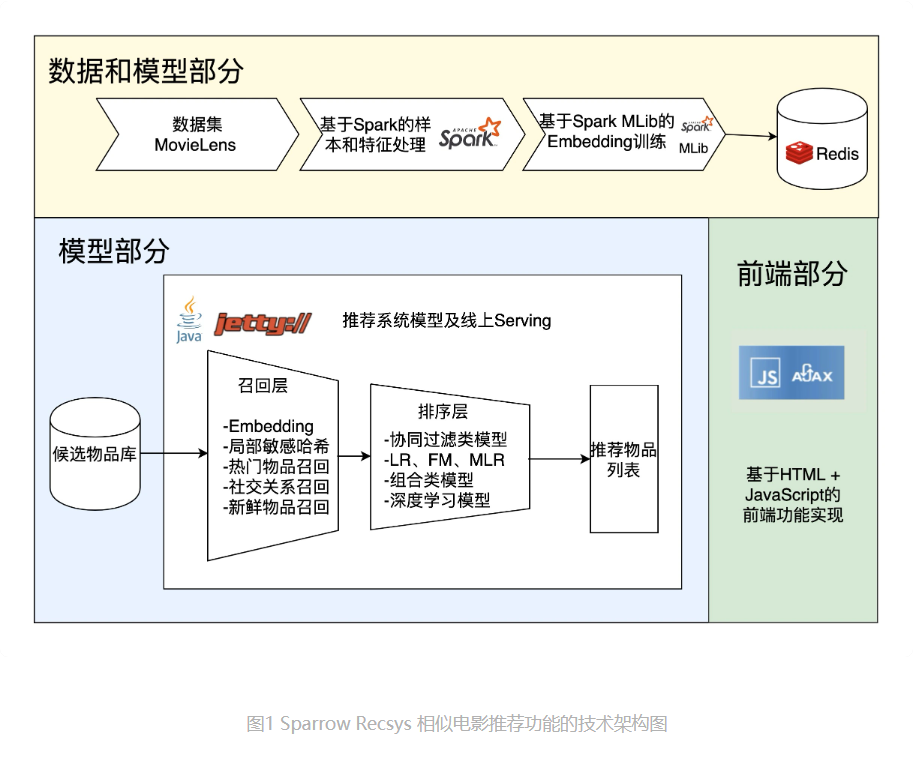 数据和模型部分
数据集
MovieLens
基于Spark的样
本和特征处理
APACHE
Spark
基于Spark MLib的
Embedding训练
Spark
MLib
Redis
模型部分
Java
jetty://
推荐系统模型及线上Serving
候选物品库
召回层
-Embedding
-局部敏感哈希
-热门物品召回
-社交关系召回
-新鲜物品召回
排序层
-协同过滤类模型
-LR、FM、MLR
-组合类模型
-深度学习模型
推荐物品
列表
前端部分
JS
AJAX
基于HTML +
JavaScript的
前端功能实现
图1 Sparrow Recsys 相似电影推荐功能的技术架构图